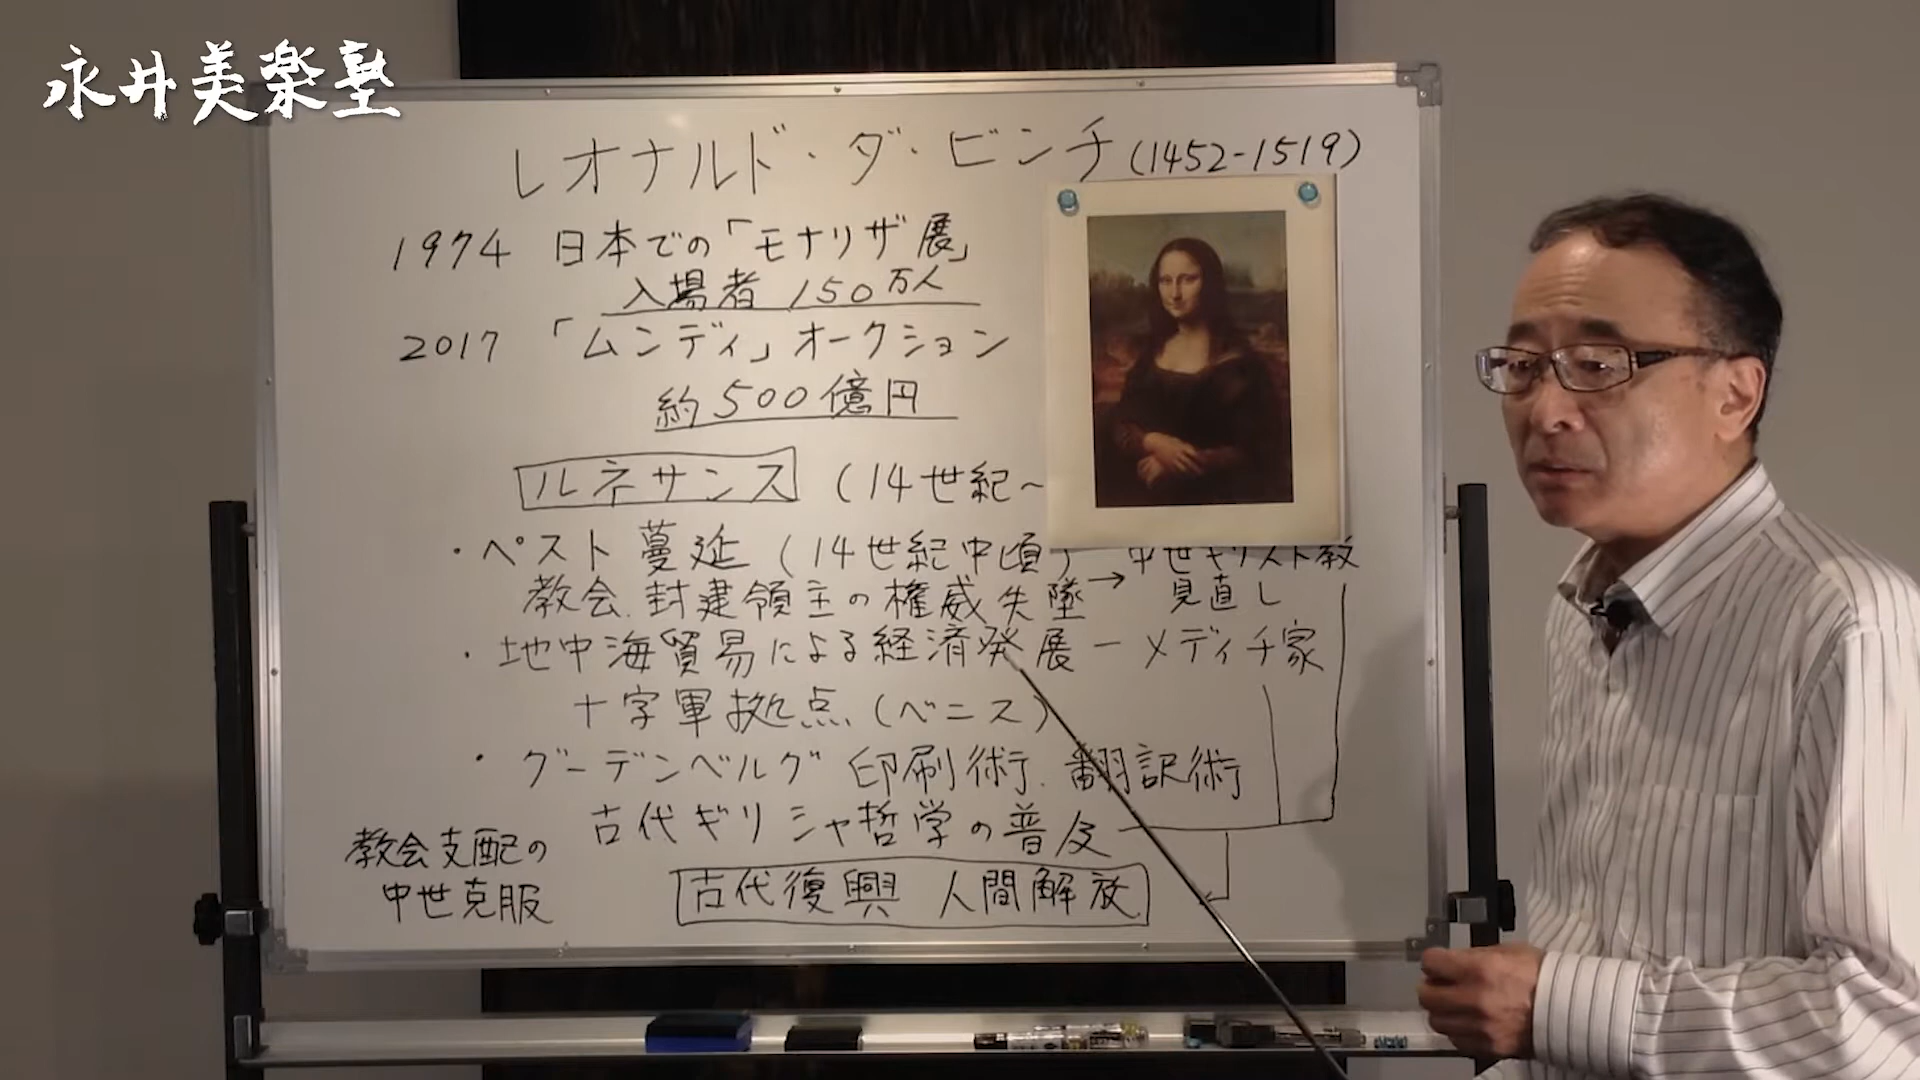 永井美楽塾
レオナルド・ダ・ビンチ(1452-1519)
1974 日本での「モナリザ展」
入場者 150万人
2017 「ムンディ」オークション
約500億円
ルネサンス (14世紀~
・ペスト 蔓延 (14世紀中頃) 中世キリスト教
教会.封建領主の権威失墜→ 見直し
・地中海貿易による経済発展ーメディチ家
十字軍拠点(ベニス)
・グーデンベルグ 印刷術.翻訳術
古代ギリシャ哲学の普及
教会支配の
中世克服
古代復興 人間解放